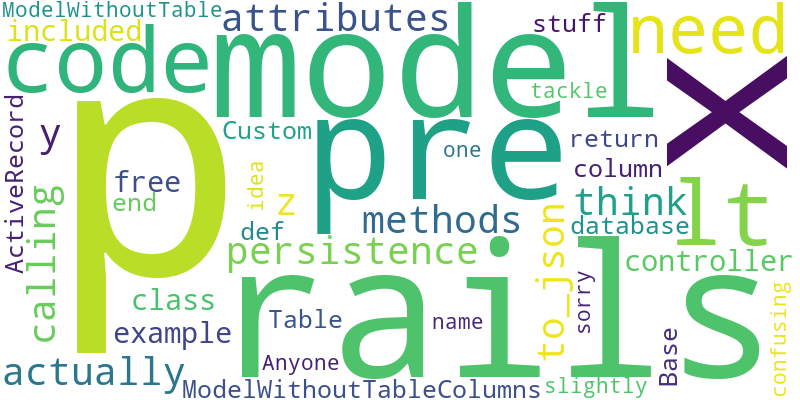 ModelWithoutTable
included
attributes
stuff
need
code
model
x
p
pre
tackle
y
Custom
one
return
column
ActiveRecord
free
end
idea
z
methods
think
lt
calling
def
database
persistence
to_json
controller
rails
class
example
Table
name
sorry
Base
confusing
actually
Anyone
ModelWithoutTableColumns
slightly